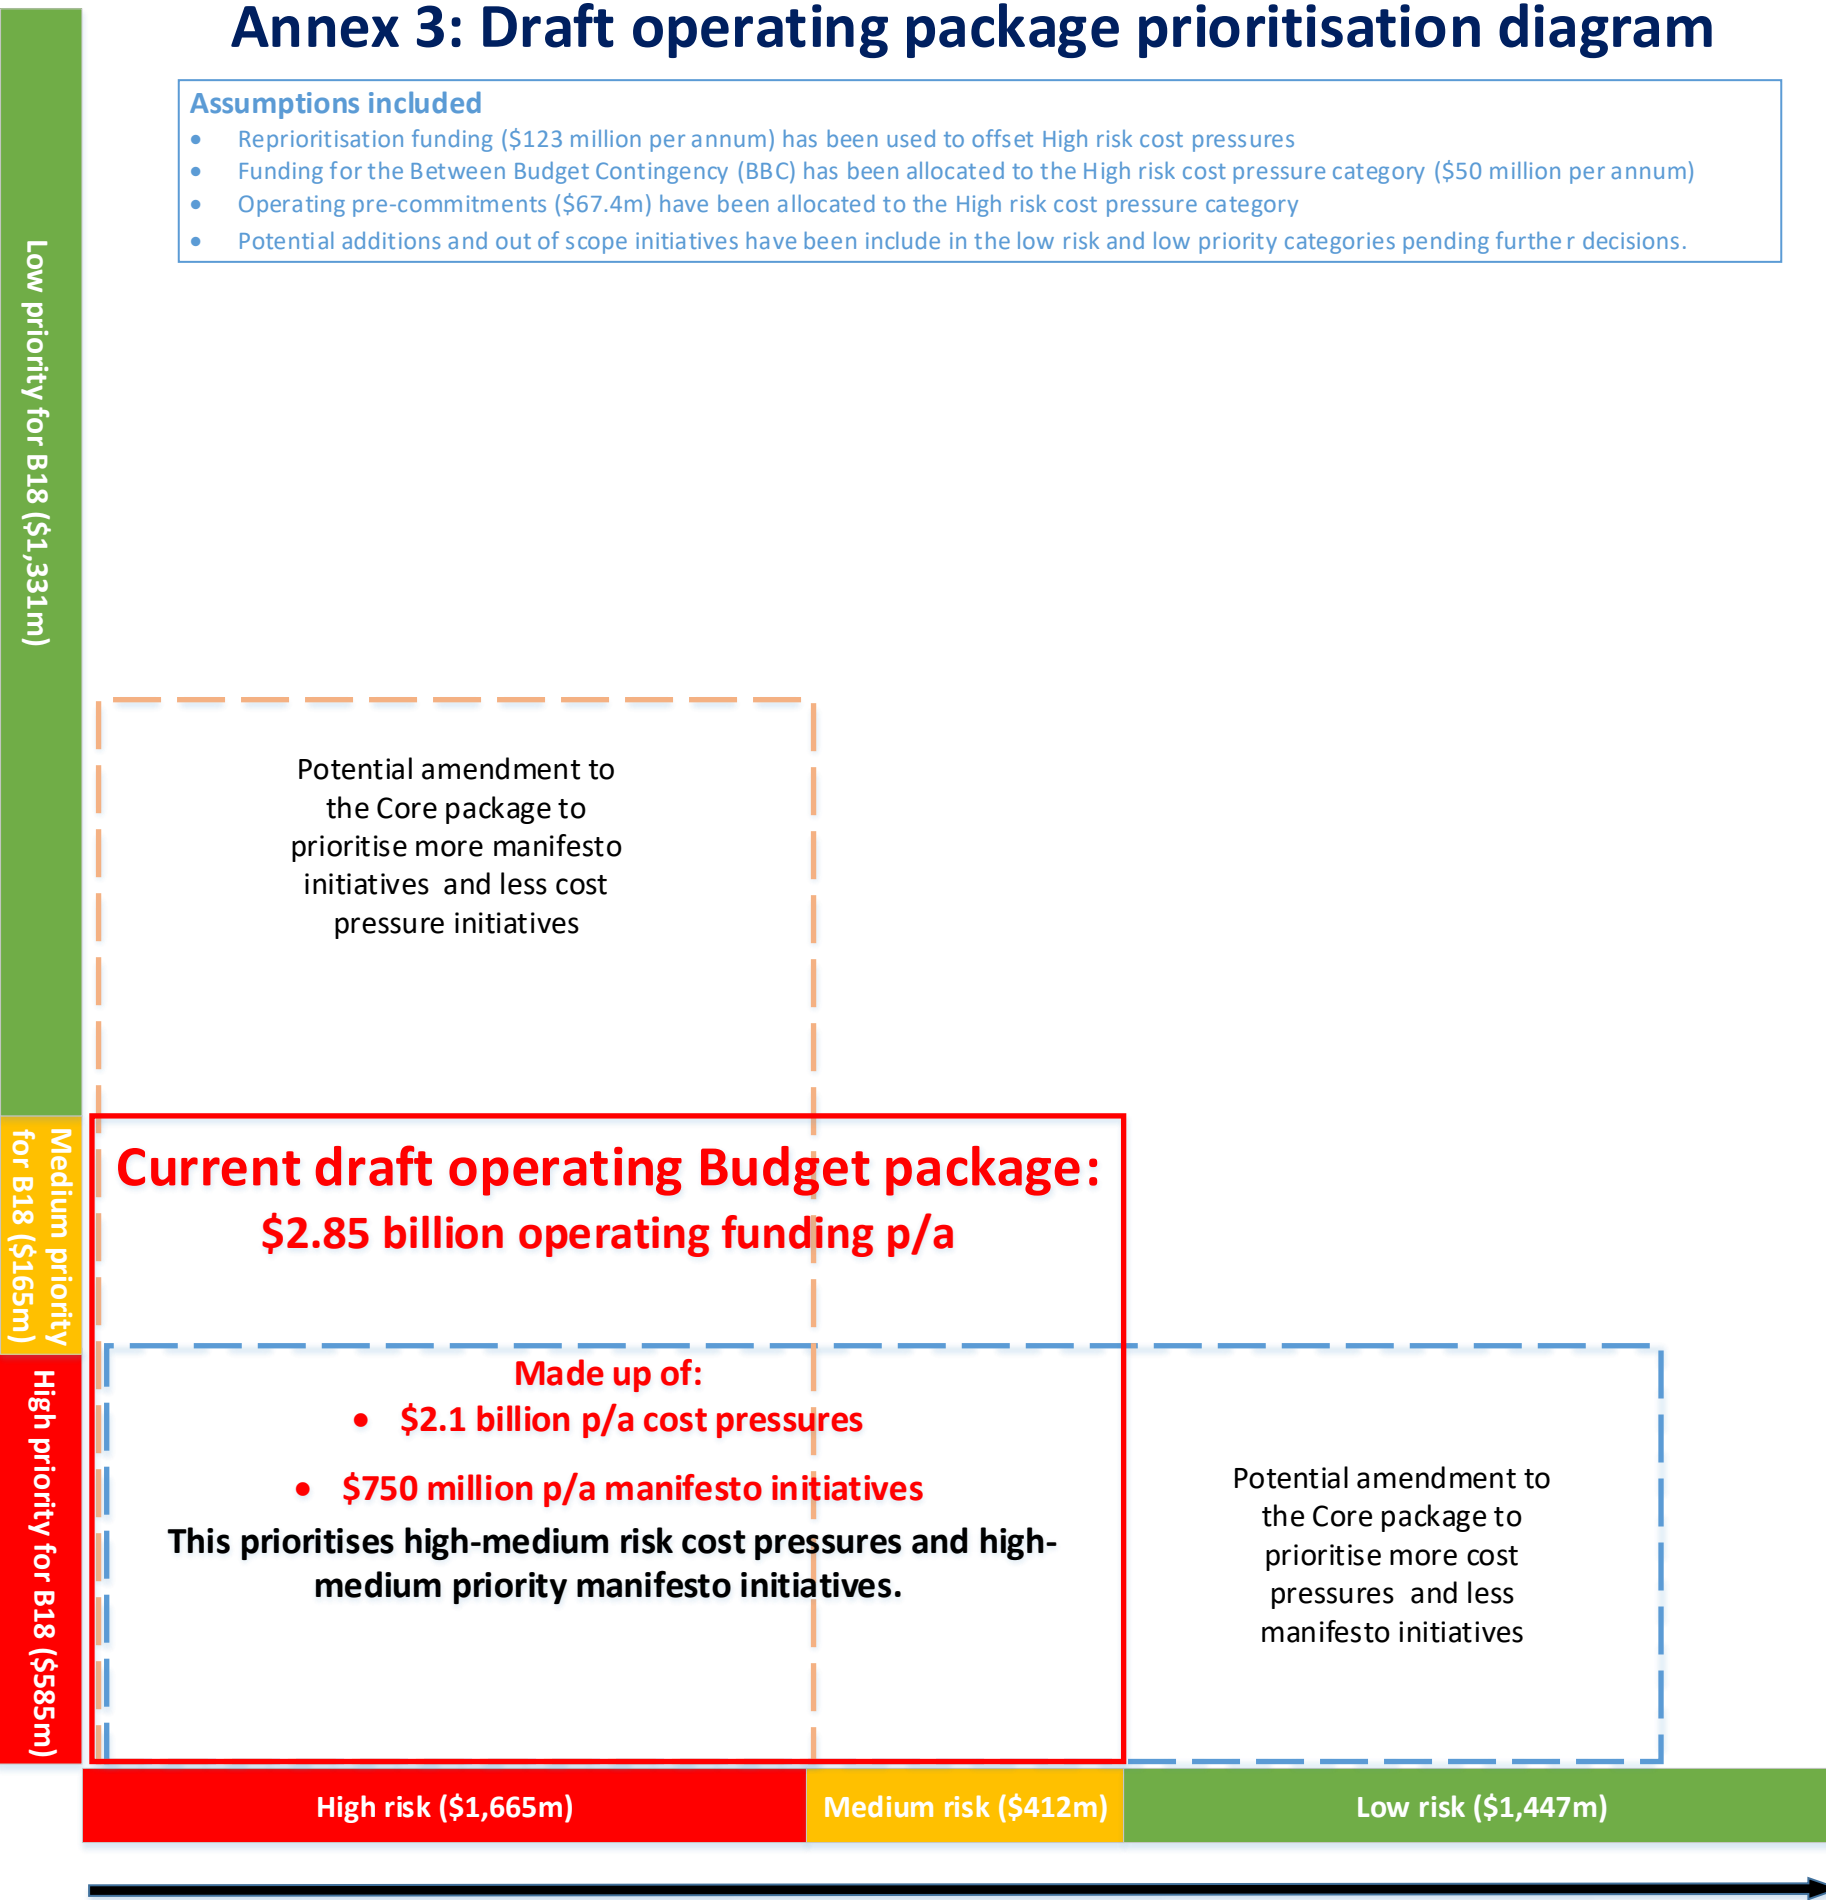 Annex 3: Draft operating package prioritisation diagram
Assumptions included
• Reprioritisation funding ($123 million per annum) has been used to offset High risk cost pressures
• Funding for the Between Budget Contingency (BBC) has been allocated to the High risk cost pressure category ($50 million per annum)
• Operating pre-commitments ($67.4m) have been allocated to the High risk cost pressure category
• Potential additions and out of scope initiatives have been include in the low risk and low priority categories pending further decisions.
Low priority for B18 ($1,331m)
Potential amendment to
the Core package to
prioritise more manifesto
initiatives and less cost
pressure initiatives
Medium priority
for B18 ($165m)
Current draft operating Budget package:
$2.85 billion operating funding p/a
High priority for B18 ($585m)
Made up of:
• $2.1 billion p/a cost pressures
• $750 million p/a manifesto initiatives
This prioritises high-medium risk cost pressures and high-
medium priority manifesto initiatives.
Potential amendment to
the Core package to
prioritise more cost
pressures and less
manifesto initiatives
High risk ($1,665m)
Medium risk ($412m)
Low risk ($1,447m)